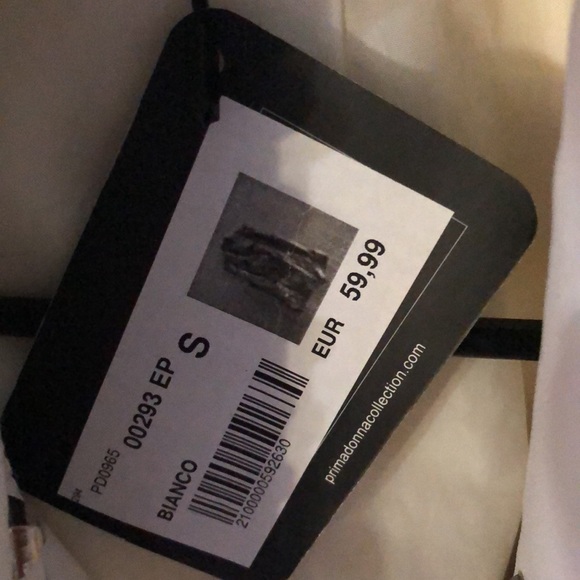 PD0965
00293 EP
S
BIANCO
2100000592630
EUR 59,99
primadonnacollection.com